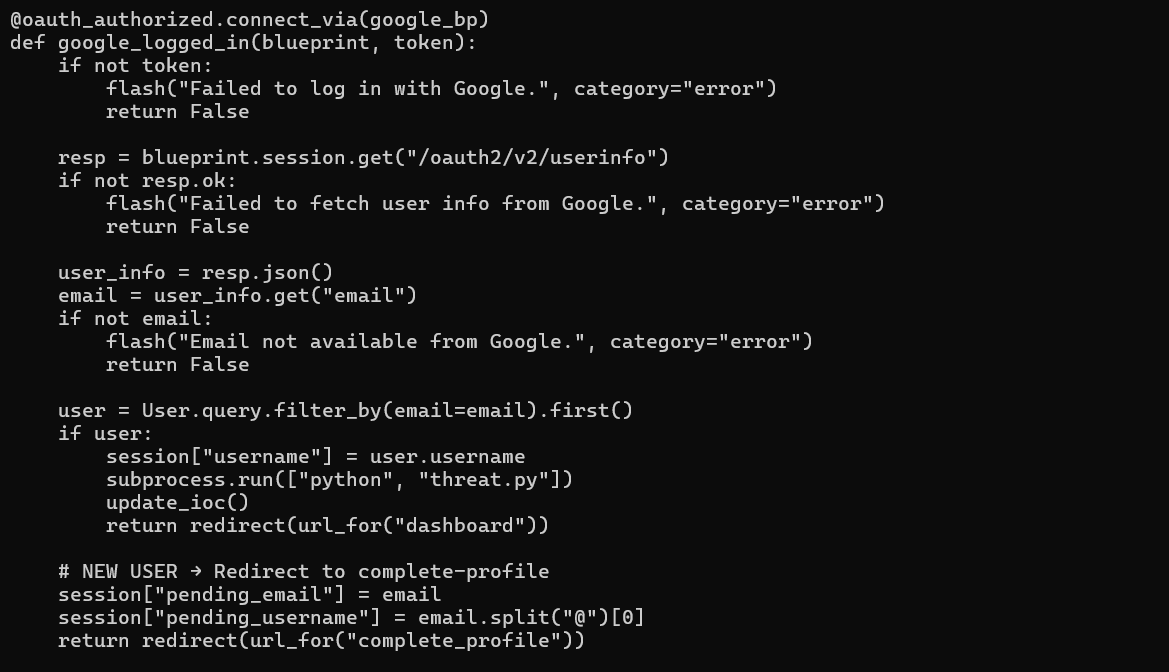 @oauth_authorized.connect_via(google_bp)
def google_logged_in(blueprint, token):
    if not token:
        flash("Failed to log in with Google.", category="error")
        return False

    resp = blueprint.session.get("/oauth2/v2/userinfo")
    if not resp.ok:
        flash("Failed to fetch user info from Google.", category="error")
        return False

    user_info = resp.json()
    email = user_info.get("email")
    if not email:
        flash("Email not available from Google.", category="error")
        return False

    user = User.query.filter_by(email=email).first()
    if user:
        session["username"] = user.username
        subprocess.run(["python", "threat.py"])
        update_ioc()
        return redirect(url_for("dashboard"))

    # NEW USER → Redirect to complete-profile
    session["pending_email"] = email
    session["pending_username"] = email.split("@")[0]
    return redirect(url_for("complete_profile"))